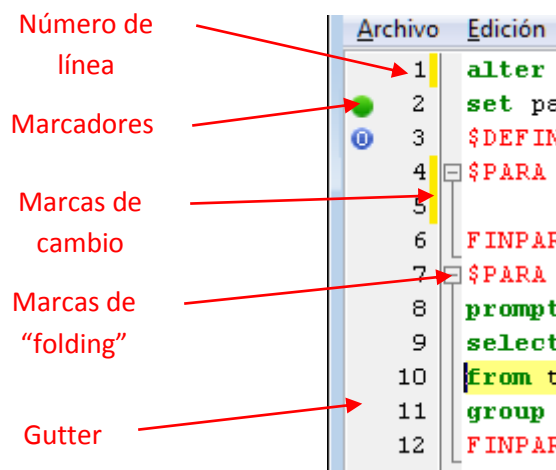 Número de
línea
Marcadores
Marcas de
cambio
Marcas de
“folding”
Gutter
Archivo Edición
1 alter
2 set pa
0 3 $DEFIN
4 $PARA
5
6 FINPAR
7 $PARA
8 prompt
9 select
10 from t
11 group
12 FINPAR